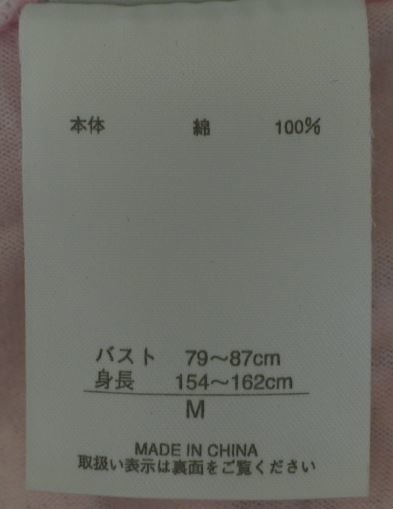 本体 綿 100%
バスト 79～87cm
身長 154～162cm
M
MADE IN CHINA
取扱い表示は裏面をご覧ください